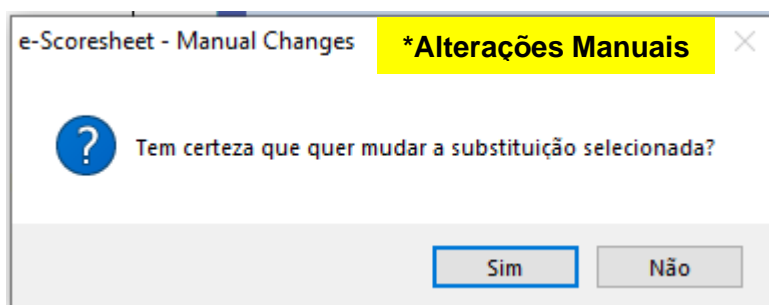 e-Scoresheet - Manual Changes
*Alterações Manuais
Tem certeza que quer mudar a substituição selecionada?
Sim
Não